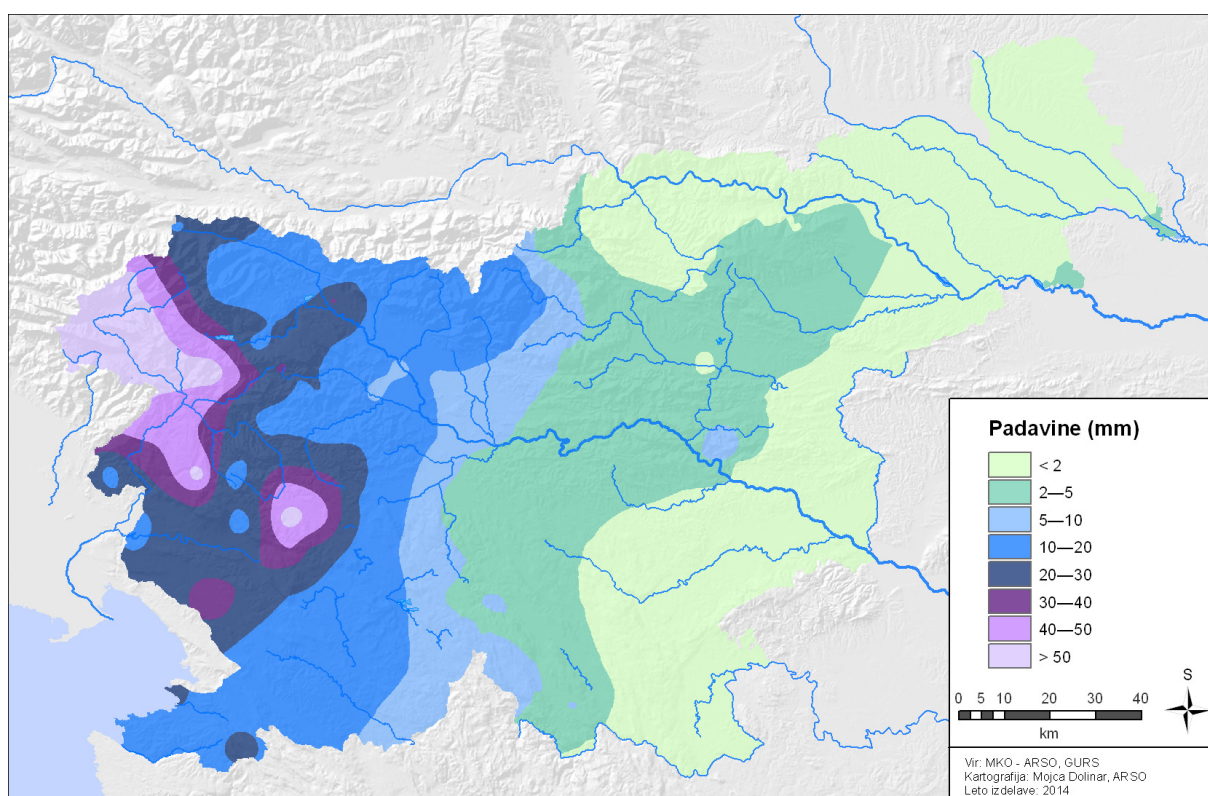 Padavine (mm)
< 2
2—5
5—10
10—20
20—30
30—40
40—50
> 50
S
0 5 10 20 30 40
km
Vir: MKO - ARSO, GURS
Kartografija: Mojca Dolinar, ARSO
Leto izdelave: 2014